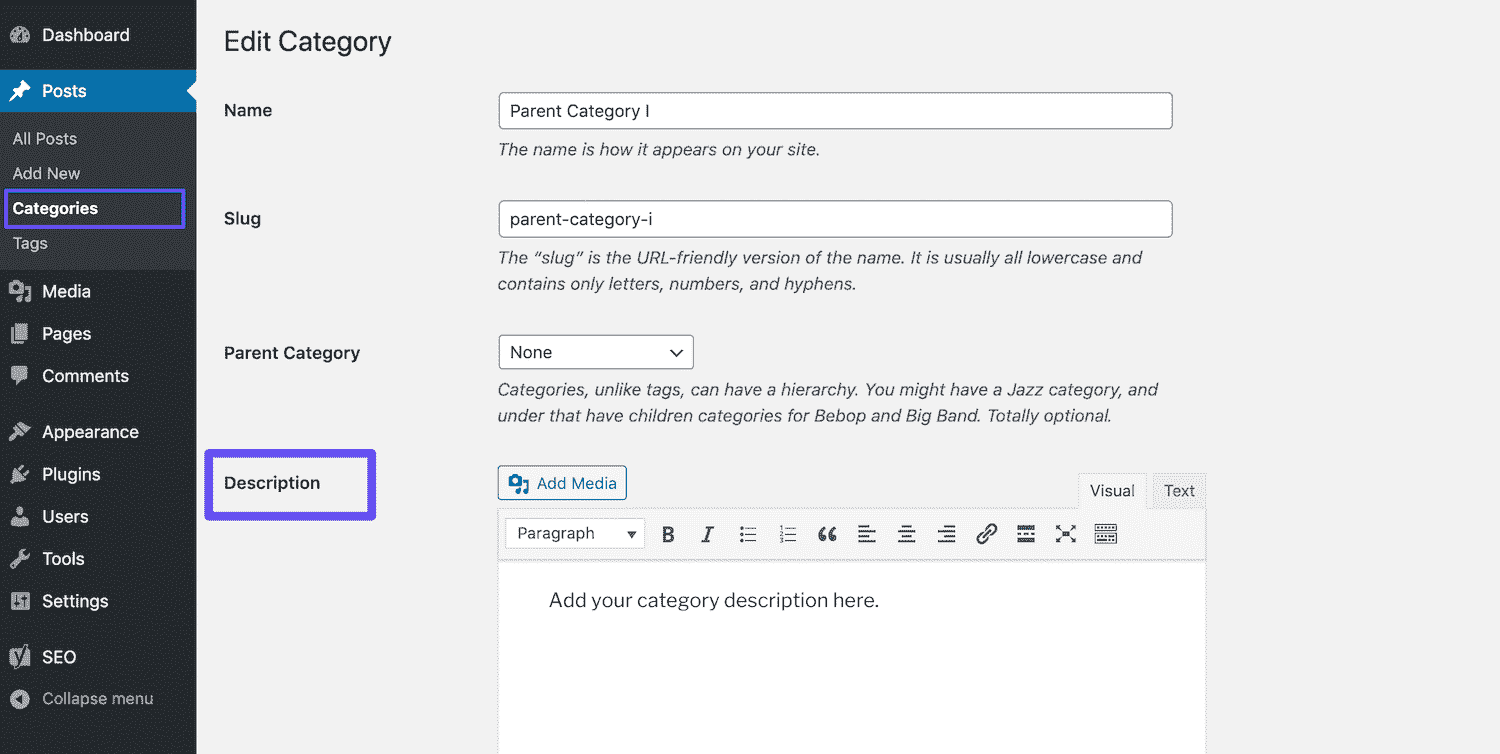 Dashboard
Posts
All Posts
Add New
Categories
Tags
Media
Pages
Comments
Appearance
Plugins
Users
Tools
Settings
SEO
Collapse menu
Edit Category
Name
Parent Category I
The name is how it appears on your site.
Slug
parent-category-i
The “slug” is the URL-friendly version of the name. It is usually all lowercase and
contains only letters, numbers, and hyphens.
Parent Category
None
Categories, unlike tags, can have a hierarchy. You might have a Jazz category, and
under that have children categories for Bebop and Big Band. Totally optional.
Description
Add Media
Visual Text
Paragraph B I
Add your category description here.